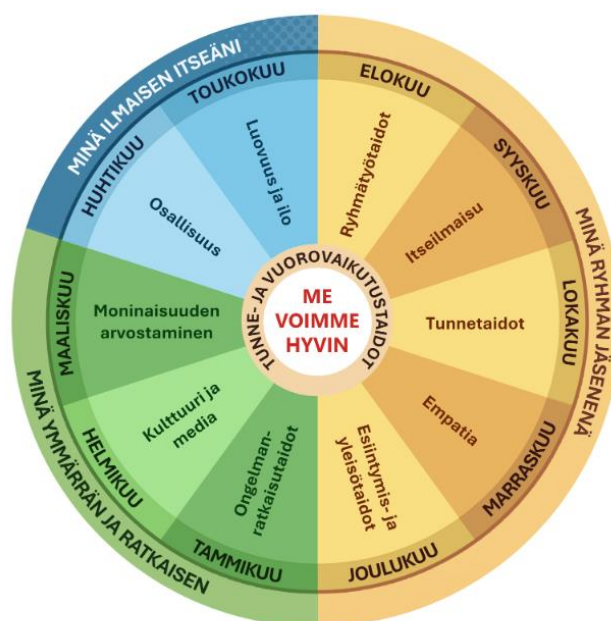 MINÄ ILMAISEN ITSEÄNI
TOUKOKUU
ELOKUU
HUHTIKUU
SYYSKUU
Luovuus ja ilo
Ryhmätyötaidot
Osallisuus
Itseilmaisu
MINÄ RYHMÄN JÄSENENÄ
TUNNE- JA VUOROVAIKUTUSTAIDOT
MAALISKUU
Moninaisuuden
arvostaminen
ME
VOIMME
HYVIN
Tunnetaidot
LOKAKUU
Kulttuuri ja
media
Empatia
HELMIKUU
MARRASKUU
Ongelman-
ratkaisutaidot
Esiintymis- ja
yleisötaidot
TAMMIKUU
JOULUKUU
MINÄ YMMÄRRÄN JA RATKAISEN